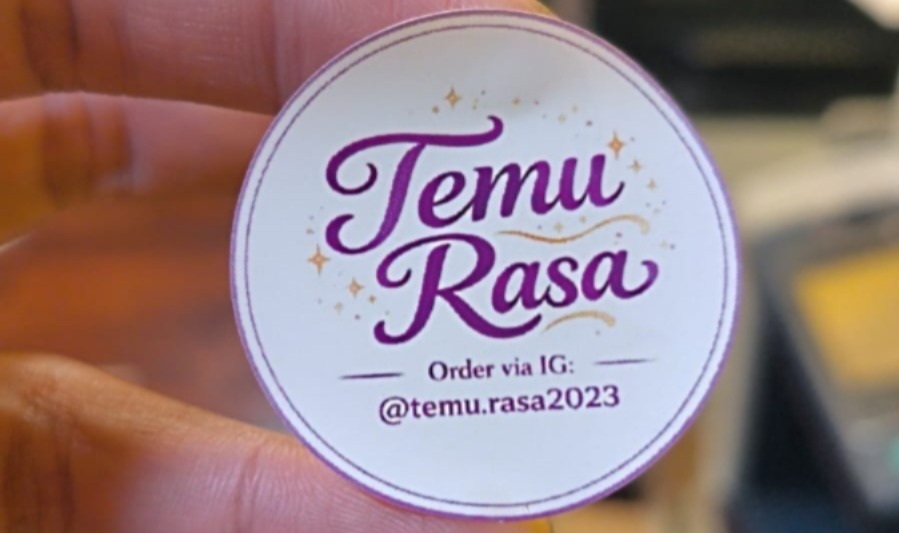 Temu
Rasa
Order via IG:
@temu.rasa2023